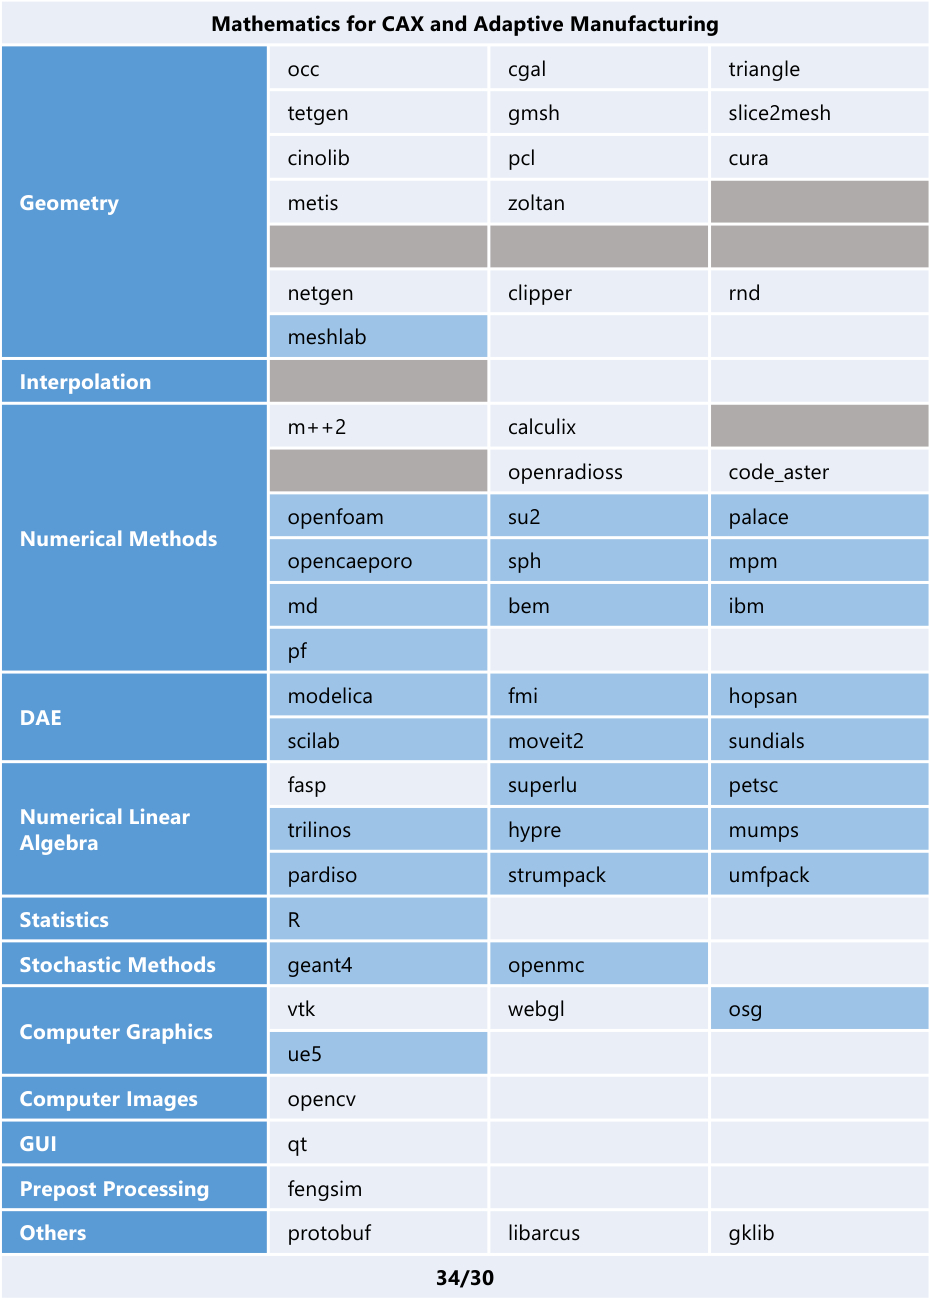 Mathematics for CAX and Adaptive Manufacturing
Geometry
occ cgal triangle
tetgen gmsh slice2mesh
cinolib pcl cura
metis zoltan
netgen clipper rnd
meshlab
Interpolation
Numerical Methods
m++2 calculix
openradioss code_aster
openfoam su2 palace
opencaeporo sph mpm
md bem ibm
pf
DAE
modelica fmi hopsan
scilab moveit2 sundials
Numerical Linear
Algebra
fasp superlu petsc
trilinos hypre mumps
pardiso strumpack umfpack
Statistics R
Stochastic Methods geant4 openmc
Computer Graphics
vtk webgl osg
ue5
Computer Images opencv
GUI qt
Prepost Processing fengsim
Others protobuf libarcus gklib
34/30